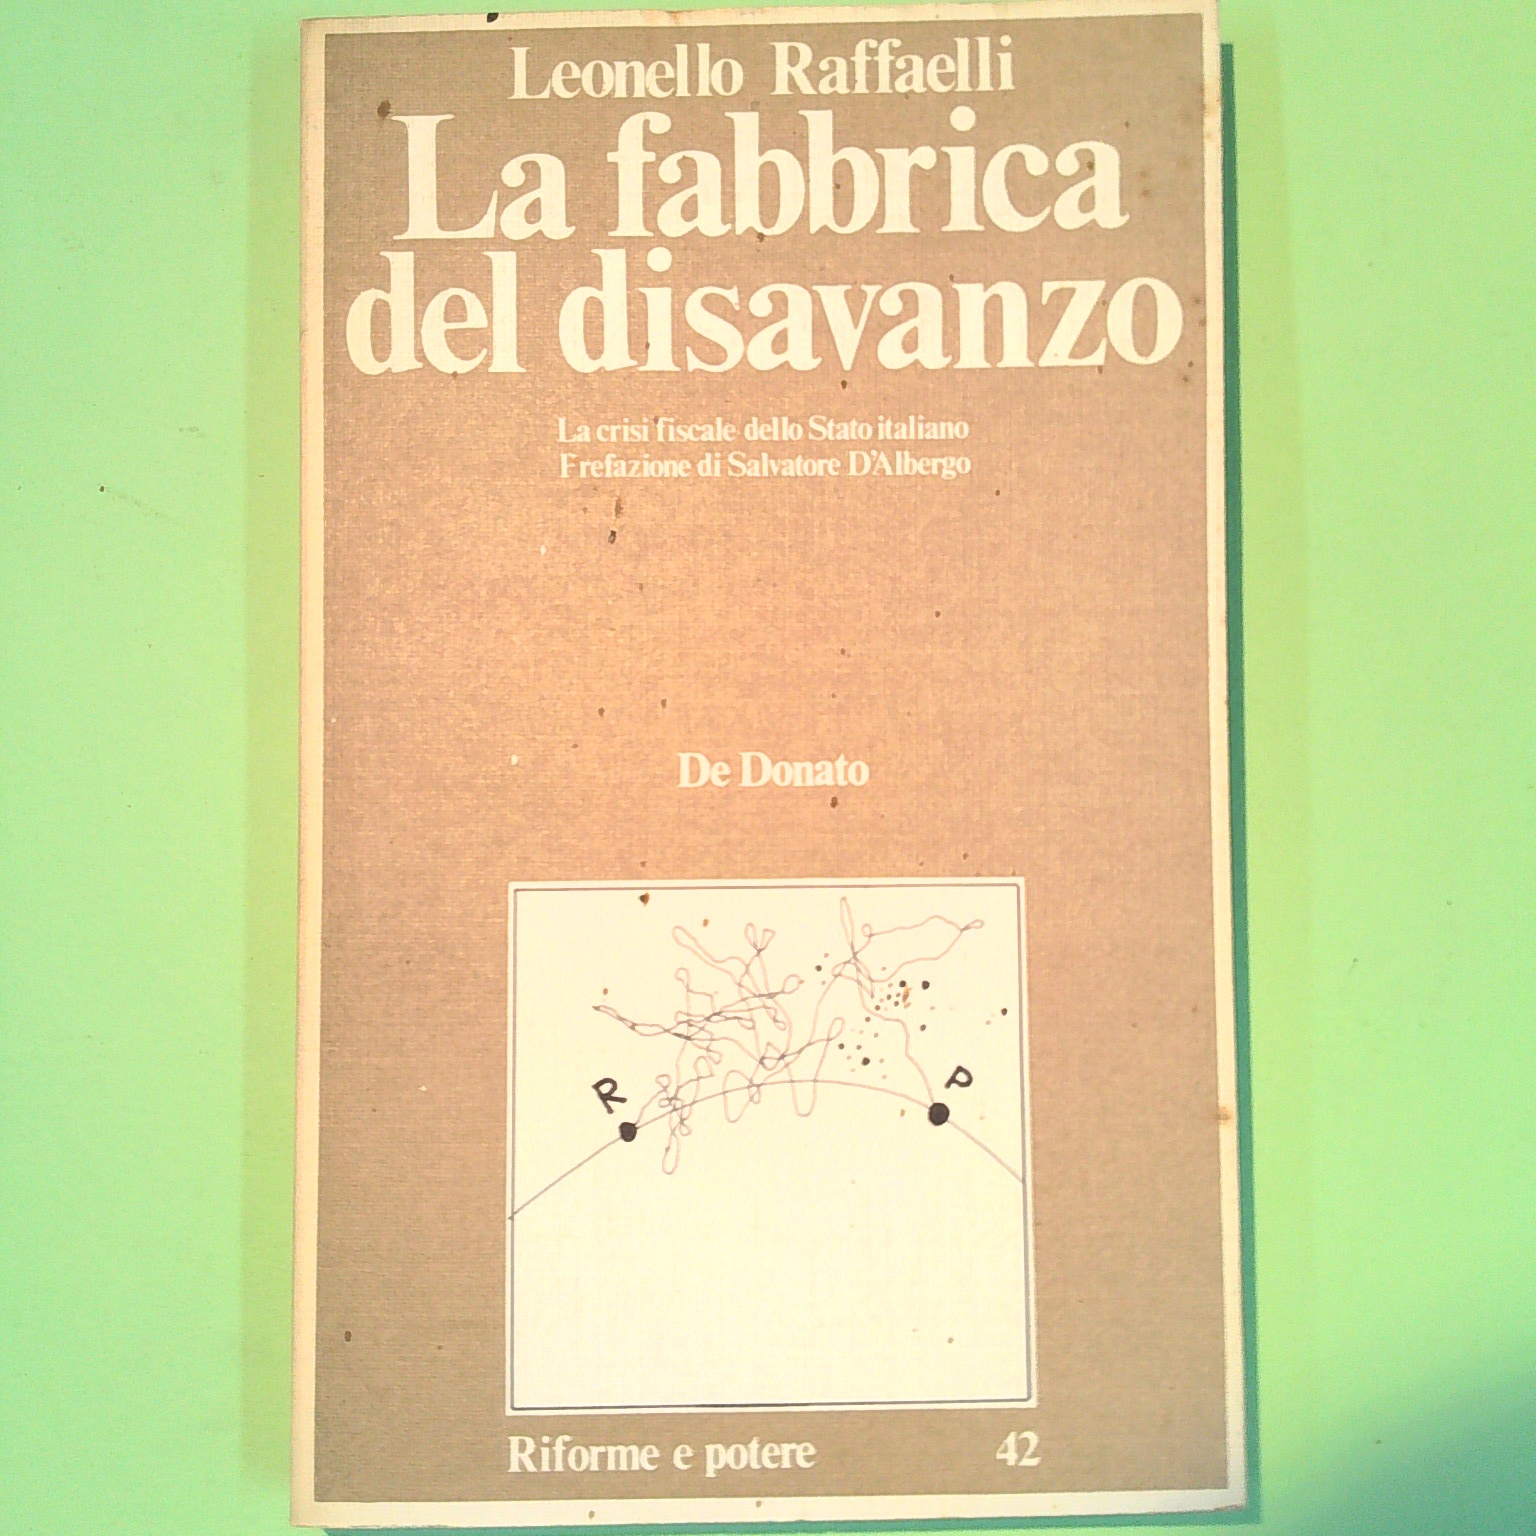 Leonello Raffaelli
La fabbrica
del disavanzo
La crisi fiscale dello Stato italiano
Prefazione di Salvatore D'Albergo
De Donato
R
P
Riforme e potere 42